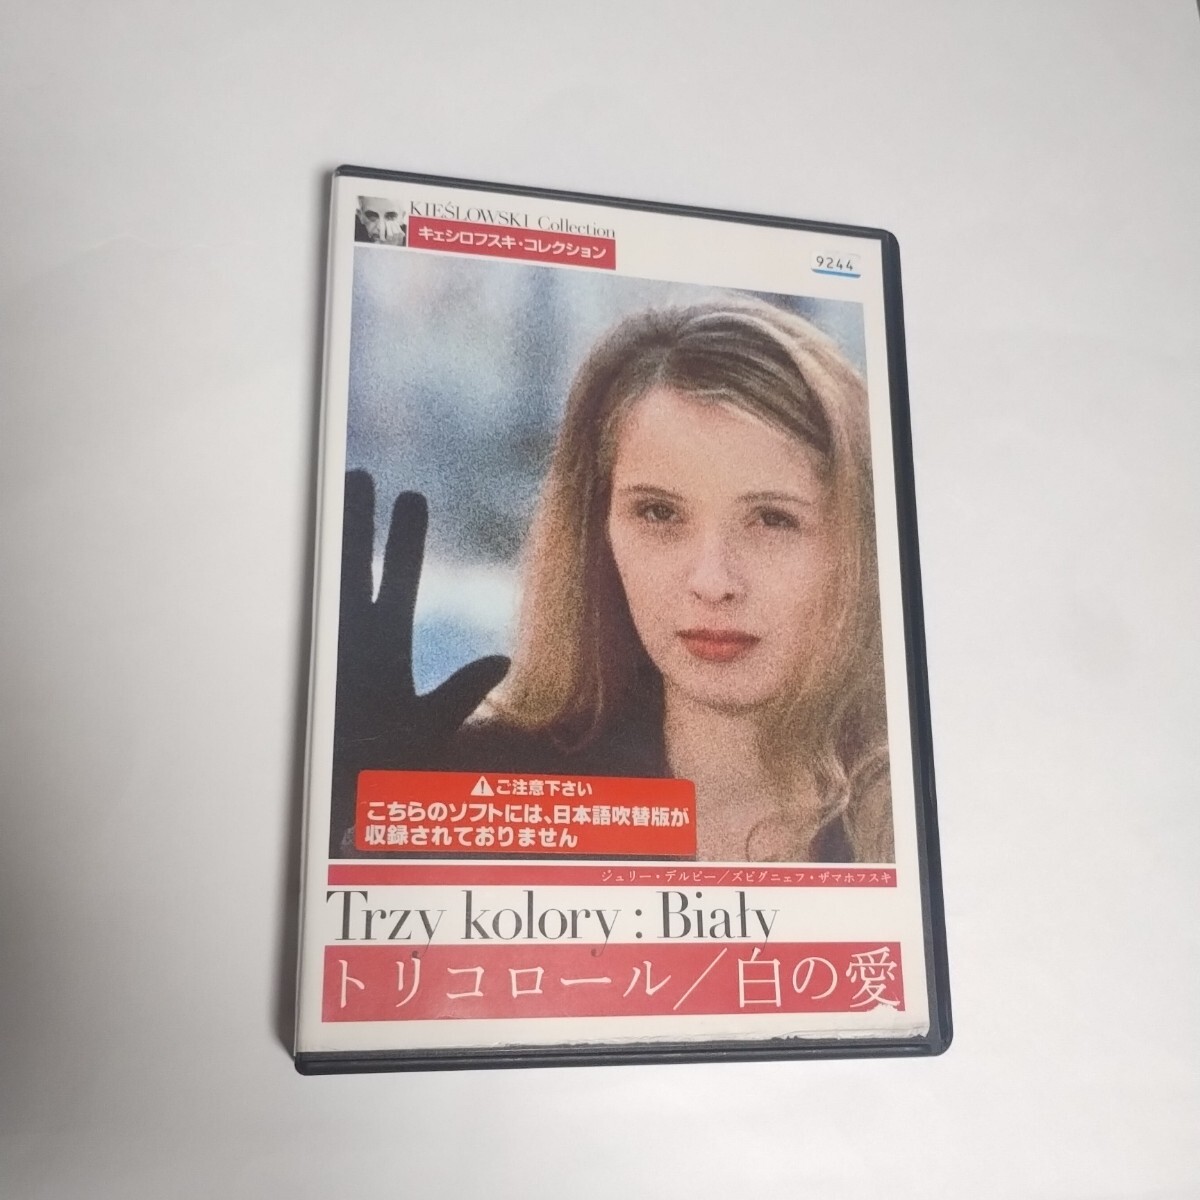 KIEŚLOWSKI Collection
キェシロフスキ・コレクション
9244
ご注意下さい
こちらのソフトには、日本語吹替版が
収録されておりません
ジュリー・デルピー／ズビグニェフ・ザマホフスキ
Trzy kolory : Biały
トリコロール／白の愛